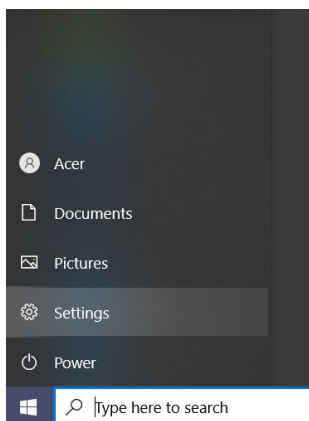 Acer
Documents
Pictures
Settings
Power
Type here to search